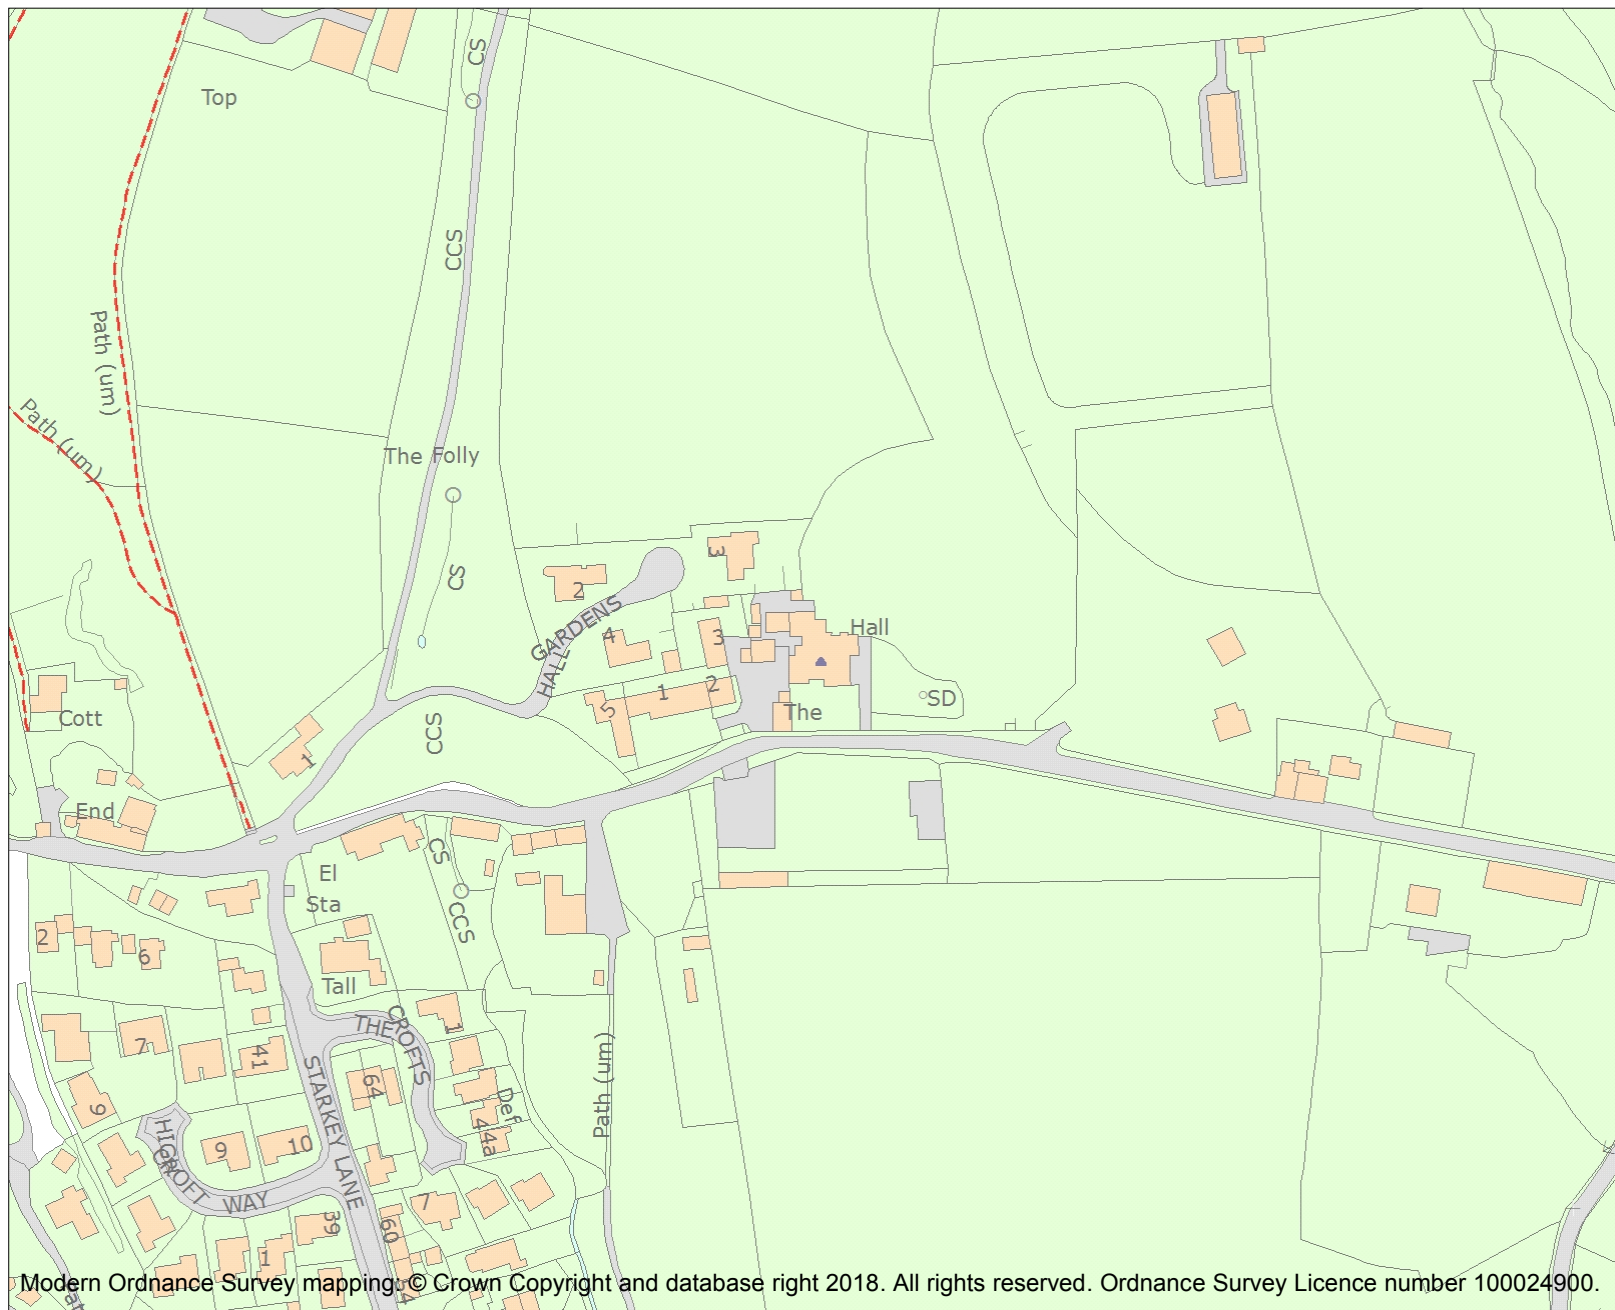 CS
Top
CCS
Path (um)
Path (um)
The Folly
CS
3
2
GARDENS
HALL
4
3
Hall
1
2
5
SD
The
Cott
CCS
1
End
CS
El
Sta
CCS
2
6
Tall
THE
CROFTS
1
7
41
STARKEY LANE
64
Path (um)
Def
44a
9
HIGH
CROFT
WAY
9
10
7
39
60
1
Modern Ordnance Survey mapping: © Crown Copyright and database right 2018. All rights reserved. Ordnance Survey Licence number 100024900.